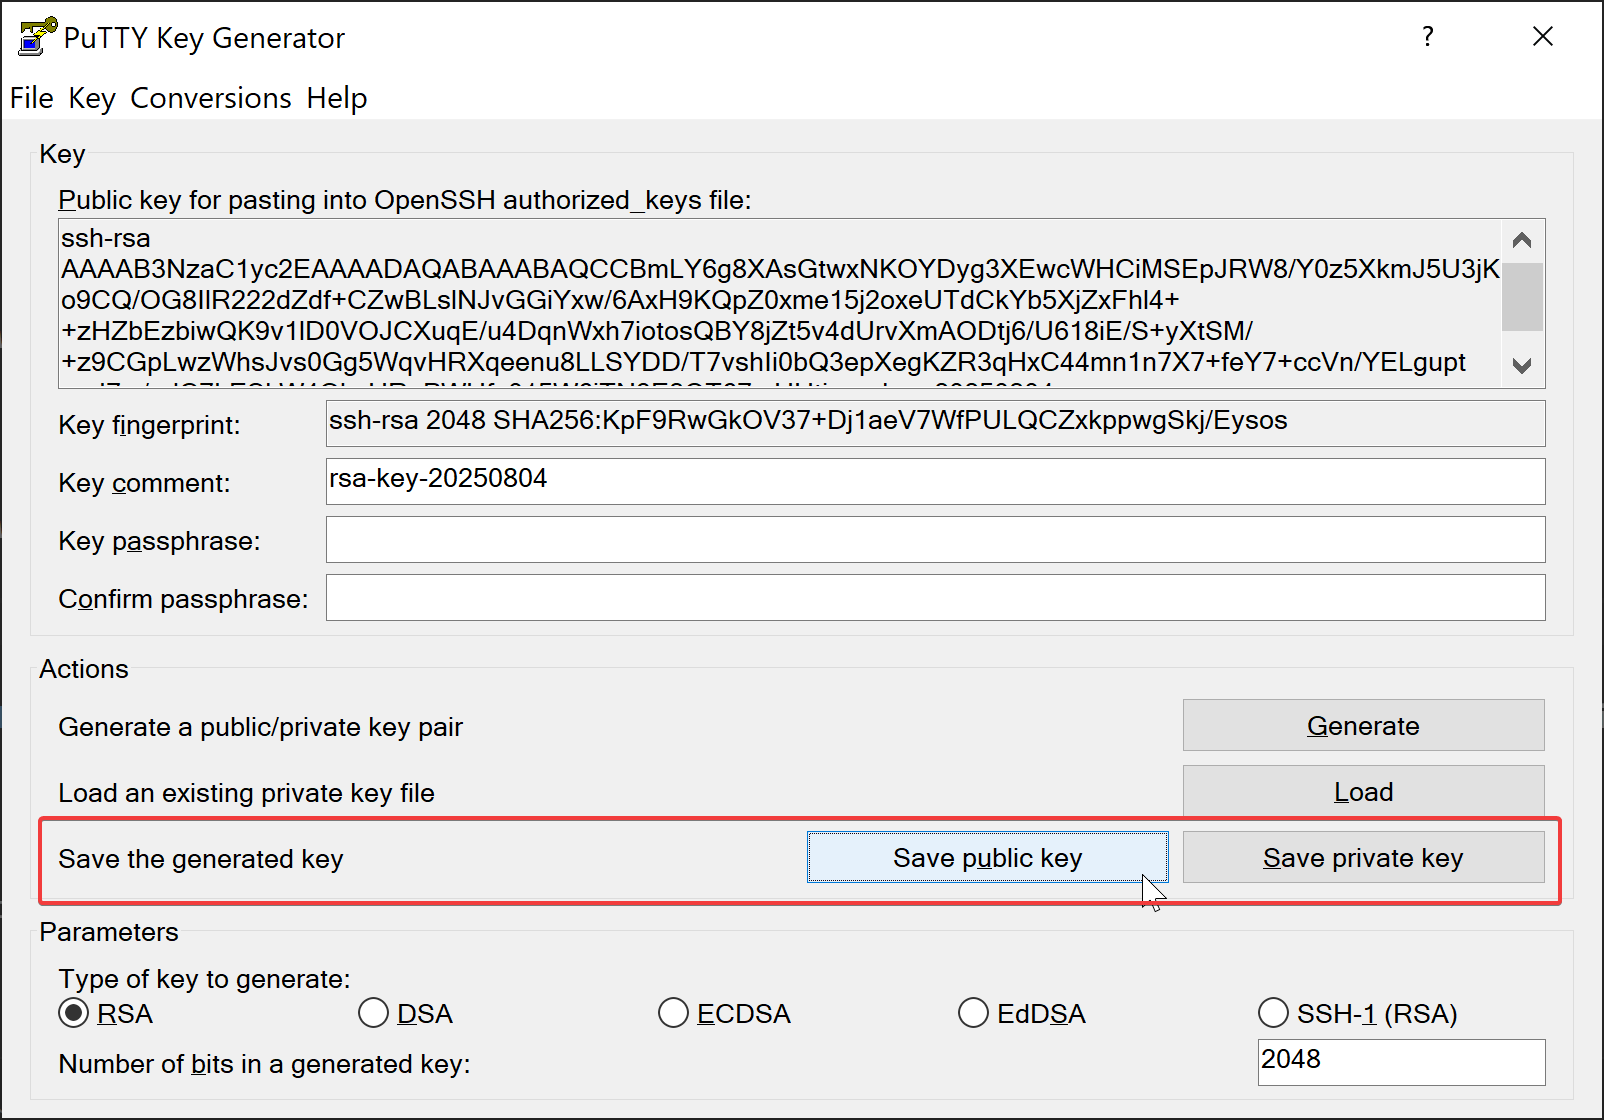 PuTTY Key Generator
?
File Key Conversions Help
Key
Public key for pasting into OpenSSH authorized_keys file:
ssh-rsa
AAAAB3NzaC1yc2EAAAADAQABAAABAQCCBmLY6g8XAsGtwxNKOYDyg3XEwcWHCiMSEpJRW8/Y0z5XkmJ5U3jK
o9CQ/OG8IlR222dZdf+CZwBLslNJvGGiYxw/6AxH9KQpZ0xme15j2oxeUTdCkYb5XjZxFhl4+
+zHZbEzbiwQK9v1lD0VOJCXuqE/u4DqnWxh7iotosQBY8jZt5v4dUrvXmAODtj6/U618iE/S+yXtSM/
+z9CGpLwzWhsJvs0Gg5WqvHRXqeenu8LLSYDD/T7vshIi0bQ3epXegKZR3qHxC44mn1n7X7+feY7+ccVn/YELgupt
Key fingerprint:
ssh-rsa 2048 SHA256:KpF9RwGkOV37+Dj1aeV7WfPULQCZxkppwgSkj/Eysos
Key comment:
rsa-key-20250804
Key passphrase:
Confirm passphrase:
Actions
Generate a public/private key pair
Generate
Load an existing private key file
Load
Save the generated key
Save public key
Save private key
Parameters
Type of key to generate:
RSA
DSA
ECDSA
EdDSA
SSH-1 (RSA)
Number of bits in a generated key:
2048